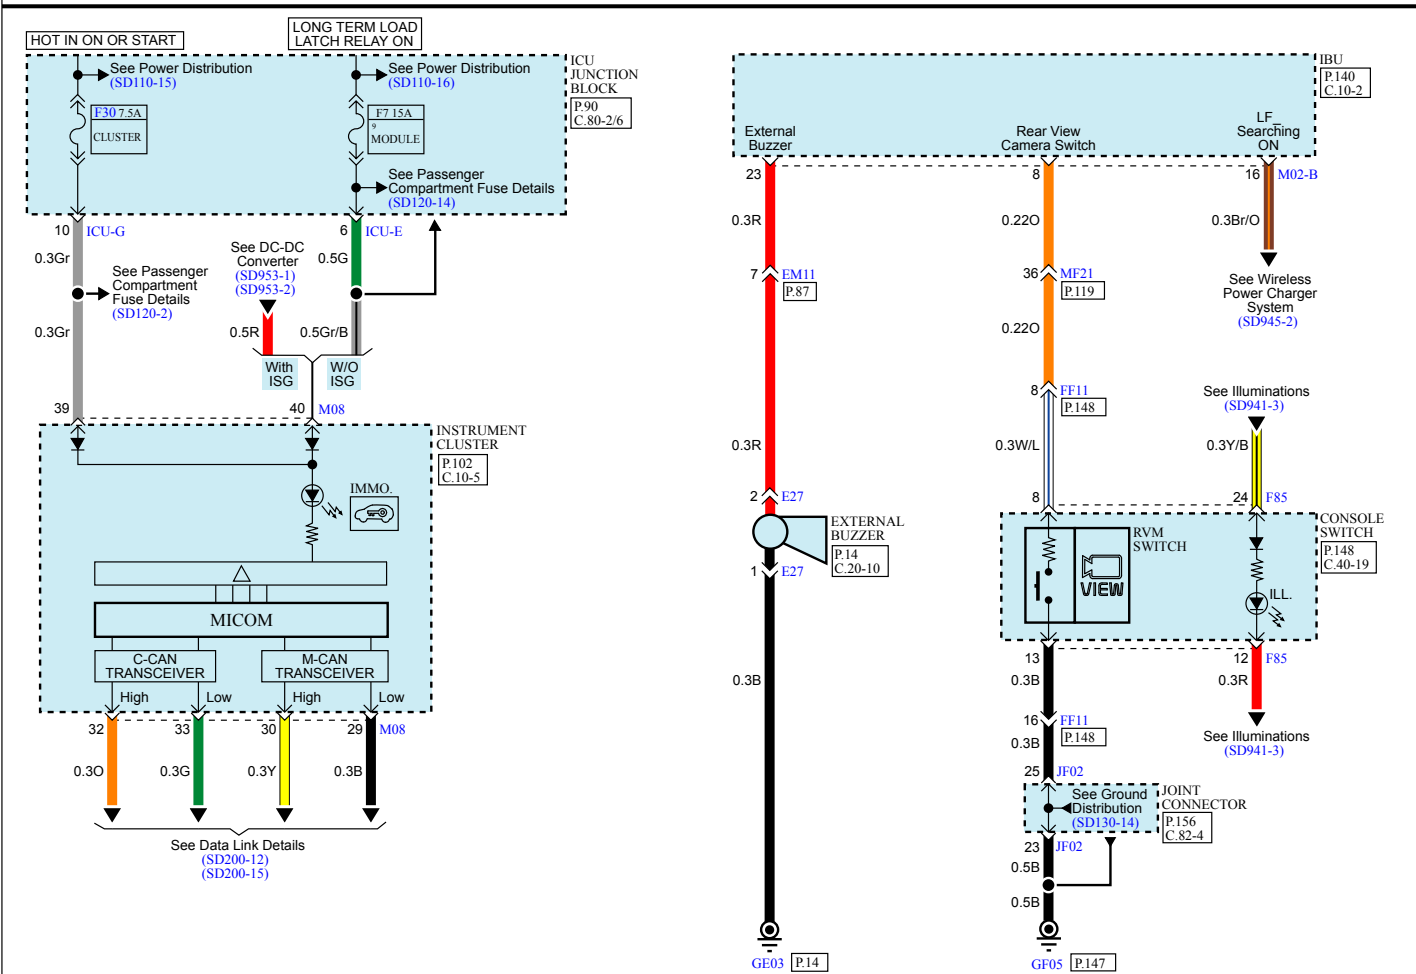 HOT IN ON OR START
LONG TERM LOAD
LATCH RELAY ON
See Power Distribution
(SD110-15)
See Power Distribution
(SD110-16)
ICU
JUNCTION
BLOCK
P.90
C.80-2/6
F30 7.5A
CLUSTER
F7 15A
9
MODULE
See Passenger
Compartment Fuse Details
(SD120-14)
10
ICU-G
6
ICU-E
0.3Gr
0.5G
See DC-DC
Converter
(SD953-1)
(SD953-2)
See Passenger
Compartment
Fuse Details
(SD120-2)
0.3Gr
0.5R
0.5Gr/B
With
ISG
W/O
ISG
39
40
M08
INSTRUMENT
CLUSTER
P.102
C.10-5
IMMO.
MICOM
C-CAN
TRANSCEIVER
M-CAN
TRANSCEIVER
High
Low
High
Low
32
33
30
29
M08
0.3O
0.3G
0.3Y
0.3B
See Data Link Details
(SD200-12)
(SD200-15)
IBU
P.140
C.10-2
External
Buzzer
Rear View
Camera Switch
LF_
Searching
ON
23
8
16
M02-B
0.3R
0.22O
0.3Br/O
7
EM11
P.87
36
MF21
P.119
See Wireless
Power Charger
System
(SD945-2)
0.22O
8
FF11
P.148
See Illuminations
(SD941-3)
0.3R
0.3W/L
0.3Y/B
2
E27
8
24
F85
EXTERNAL
BUZZER
P.14
C.20-10
RVM
SWITCH
VIEW
CONSOLE
SWITCH
P.148
C.40-19
ILL.
1
E27
13
12
F85
0.3B
0.3B
0.3R
16
FF11
P.148
0.3B
See Illuminations
(SD941-3)
25
JF02
See Ground
Distribution
(SD130-14)
JOINT
CONNECTOR
P.156
C.82-4
23
JF02
0.5B
0.5B
GE03
P.14
GF05
P.147